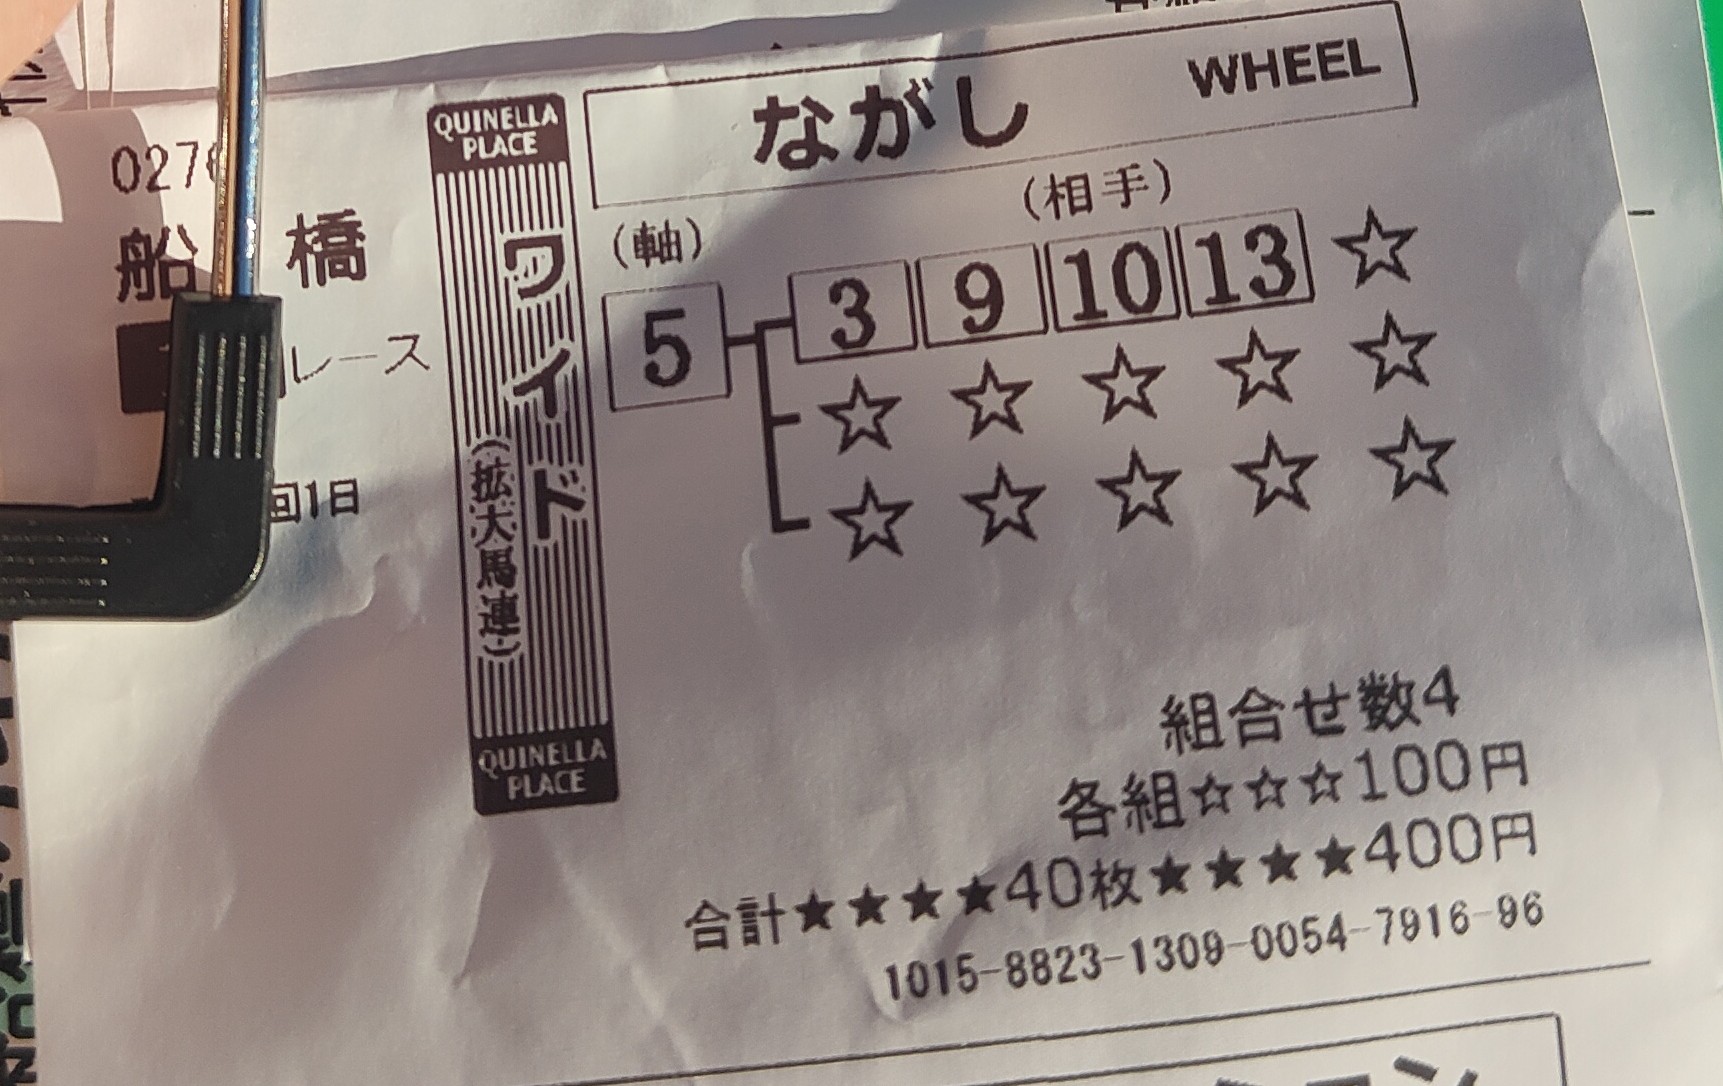 QUINELLA
PLACE
ながし WHEEL
027
船橋
レース
回1日
ワイド
(拡大馬連)
QUINELLA
PLACE
(軸)
(相手)
5
3 9 10 13 ☆
☆ ☆ ☆ ☆ ☆
☆ ☆ ☆ ☆ ☆
組合せ数4
各組☆☆☆100円
合計★★★★40枚★★★★400円
1015-8823-1309-0054-7916-96